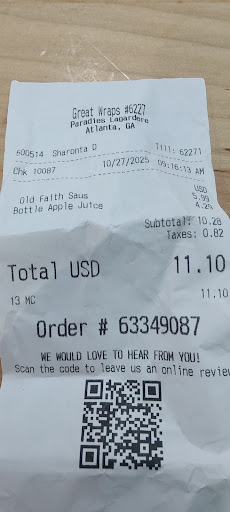 Great Wraps #6227
Paradies Lagardere
Atlanta, GA
600514 Sharonta D Till: 62271
Chk 10087 10/27/2025 09:16:13 AM
USD
Old Faith Saus 5.99
Bottle Apple Juice 4.29
Subtotal: 10.28
Taxes: 0.82
Total USD 11.10
13 MC 11.10
Order # 63349087
WE WOULD LOVE TO HEAR FROM YOU!
Scan the code to leave us an online review